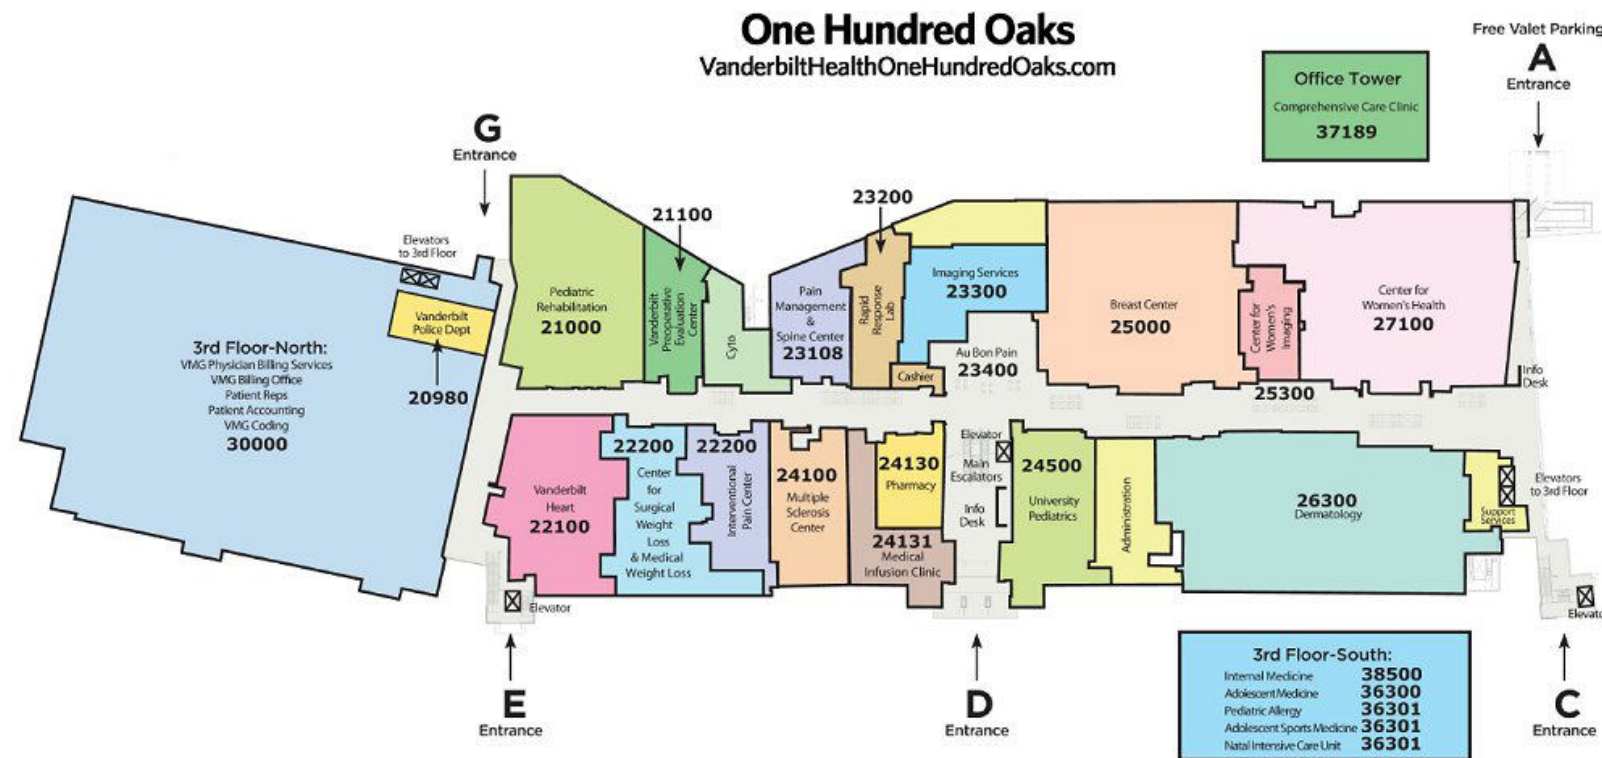 One Hundred Oaks
VanderbiltHealthOneHundredOaks.com
Free Valet Parking
A
Entrance
Office Tower
Comprehensive Care Clinic
37189
G
Entrance
23200
21100
Elevators
to 3rd Floor
Vanderbilt
Police Dept
20980
3rd Floor-North:
VMG Physician Billing Services
VMG Billing Office
Patient Reps
Patient Accounting
VMG Coding
30000
Pediatric
Rehabilitation
21000
Vanderbilt
Preoperative
Evaluation
Center
Cyto
Pain
Management
&
Spine Center
23108
Rapid
Response
Lab
Imaging Services
23300
Cashier
Au Bon Pain
23400
Breast Center
25000
Center for
Women's
Imaging
25300
Center for
Women's Health
27100
Info
Desk
Vanderbilt
Heart
22100
22200
Center
for
Surgical
Weight
Loss
& Medical
Weight Loss
22200
Interventional
Pain Center
24100
Multiple
Sclerosis
Center
24130
Pharmacy
24131
Medical
Infusion Clinic
Elevator
Main
Escalators
Info
Desk
24500
University
Pediatrics
Administration
26300
Dermatology
Support
Services
Elevators
to 3rd Floor
Elevator
Elevato
E
Entrance
D
Entrance
C
Entrance
3rd Floor-South:
Internal Medicine 38500
Adolescent Medicine 36300
Pediatric Allergy 36301
Adolescent Sports Medicine 36301
Natal Intensive Care Unit 36301